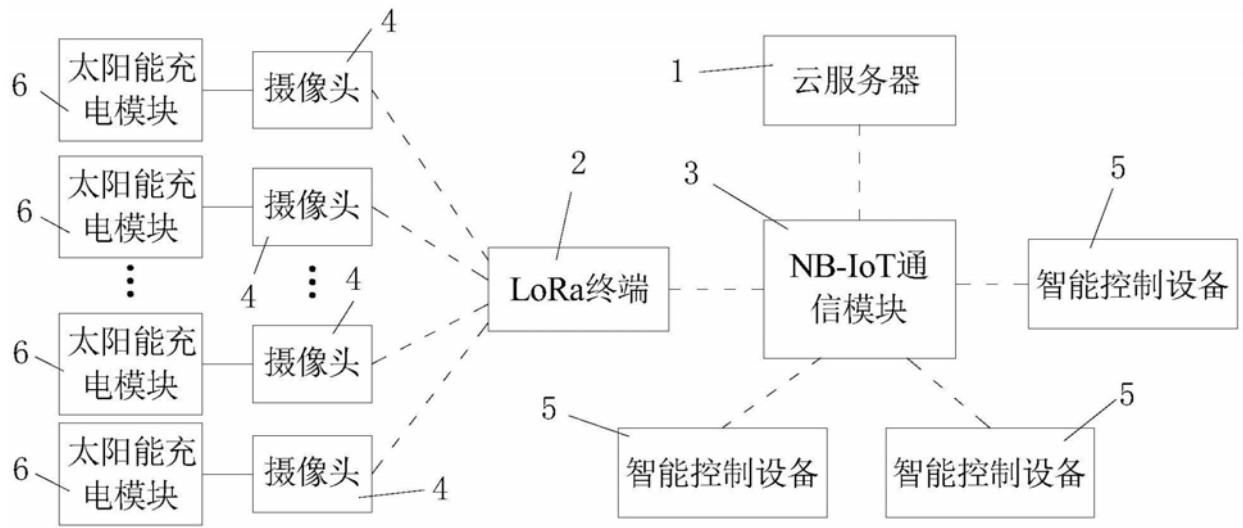 6
太阳能充
电模块
摄像头
4
6
太阳能充
电模块
摄像头
4
•••
•••
6
太阳能充
电模块
摄像头
4
6
太阳能充
电模块
摄像头
4
2
LoRa终端
1
云服务器
3
NB-IoT通
信模块
5
智能控制设备
5
智能控制设备
5
智能控制设备